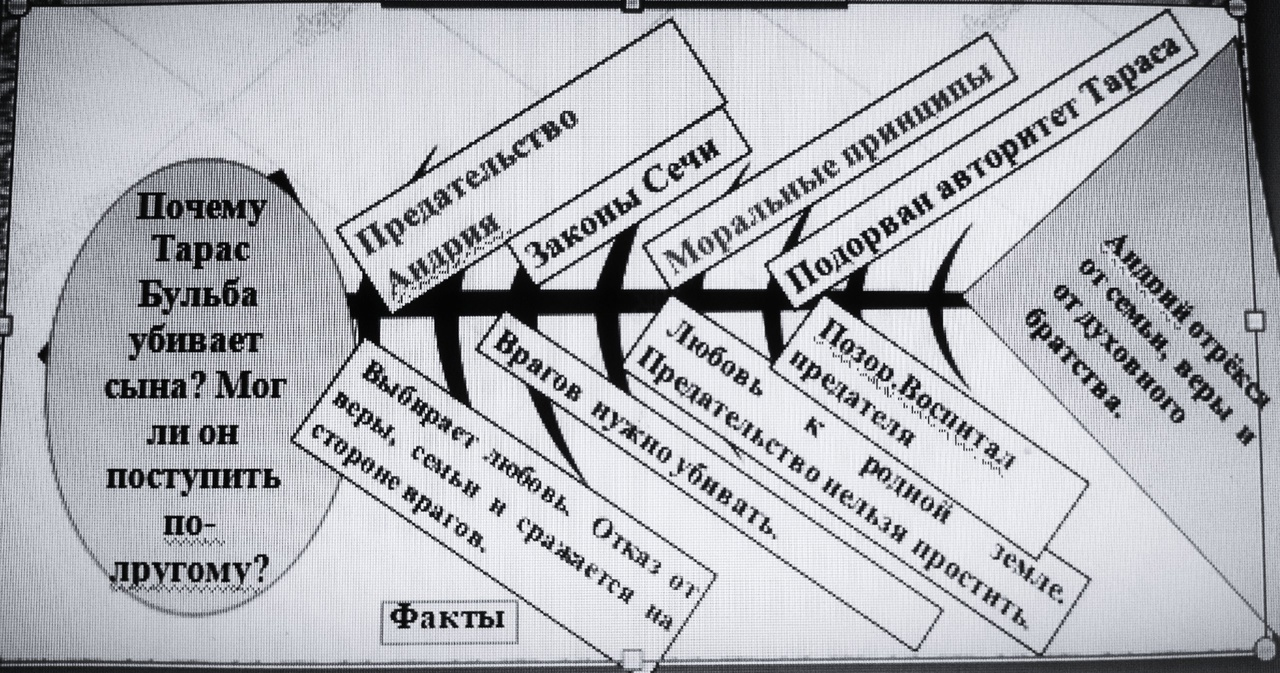 Почему
Тарас
Бульба
убивает
сына? Мог
ли он
поступить
по-
другому?
Предательство
Андрия
Законы Сечи
Моральные принципы
Подорван авторитет Тараса
Выбирает любовь. Отказ от
веры, семьи и сражается на
стороне врагов.
Врагов нужно убивать.
Любовь к родной земле.
Предательство нельзя простить.
Позор.Воспитал
предателя
Андрий отрёкся
от семьи, веры и
от духовного
братства.
Факты